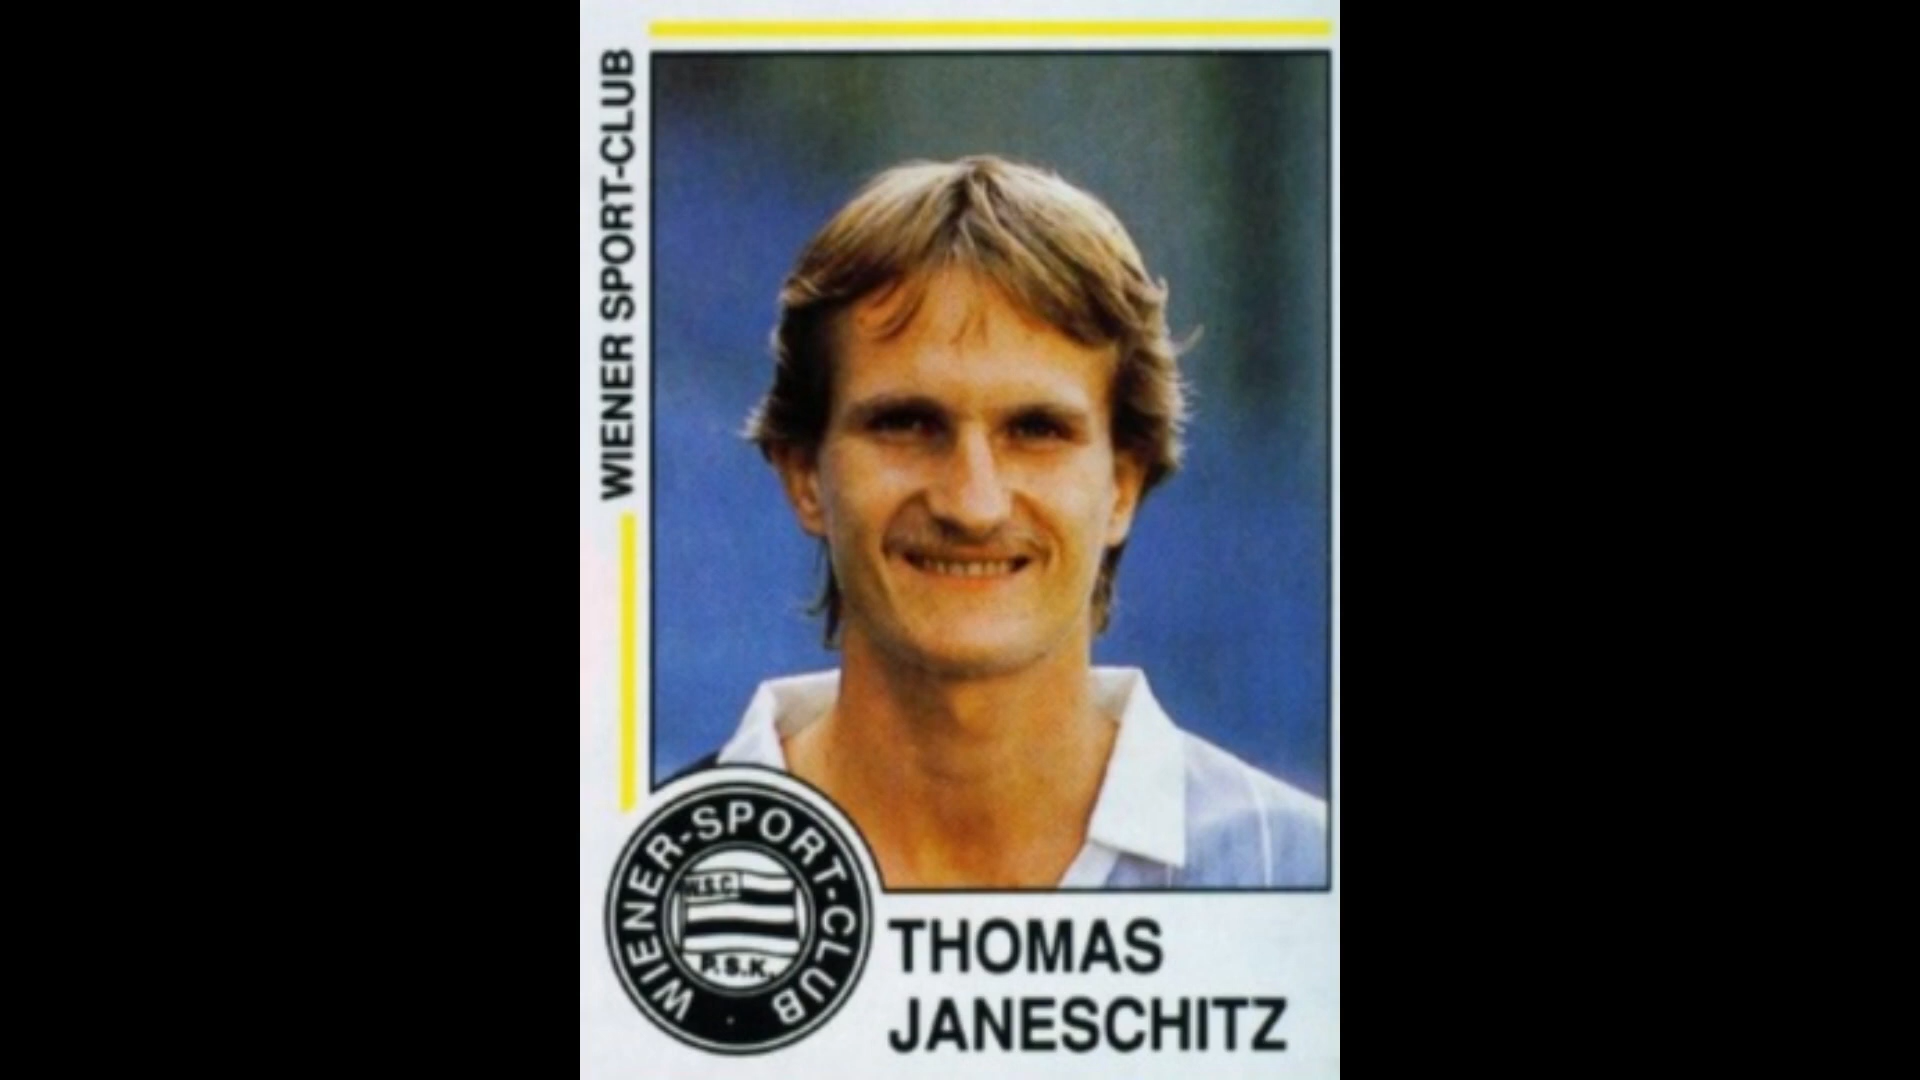 WIENER SPORT-CLUB
WIENER-SPORT-CLUB
W.S.C
P.S.K.
THOMAS
JANESCHITZ